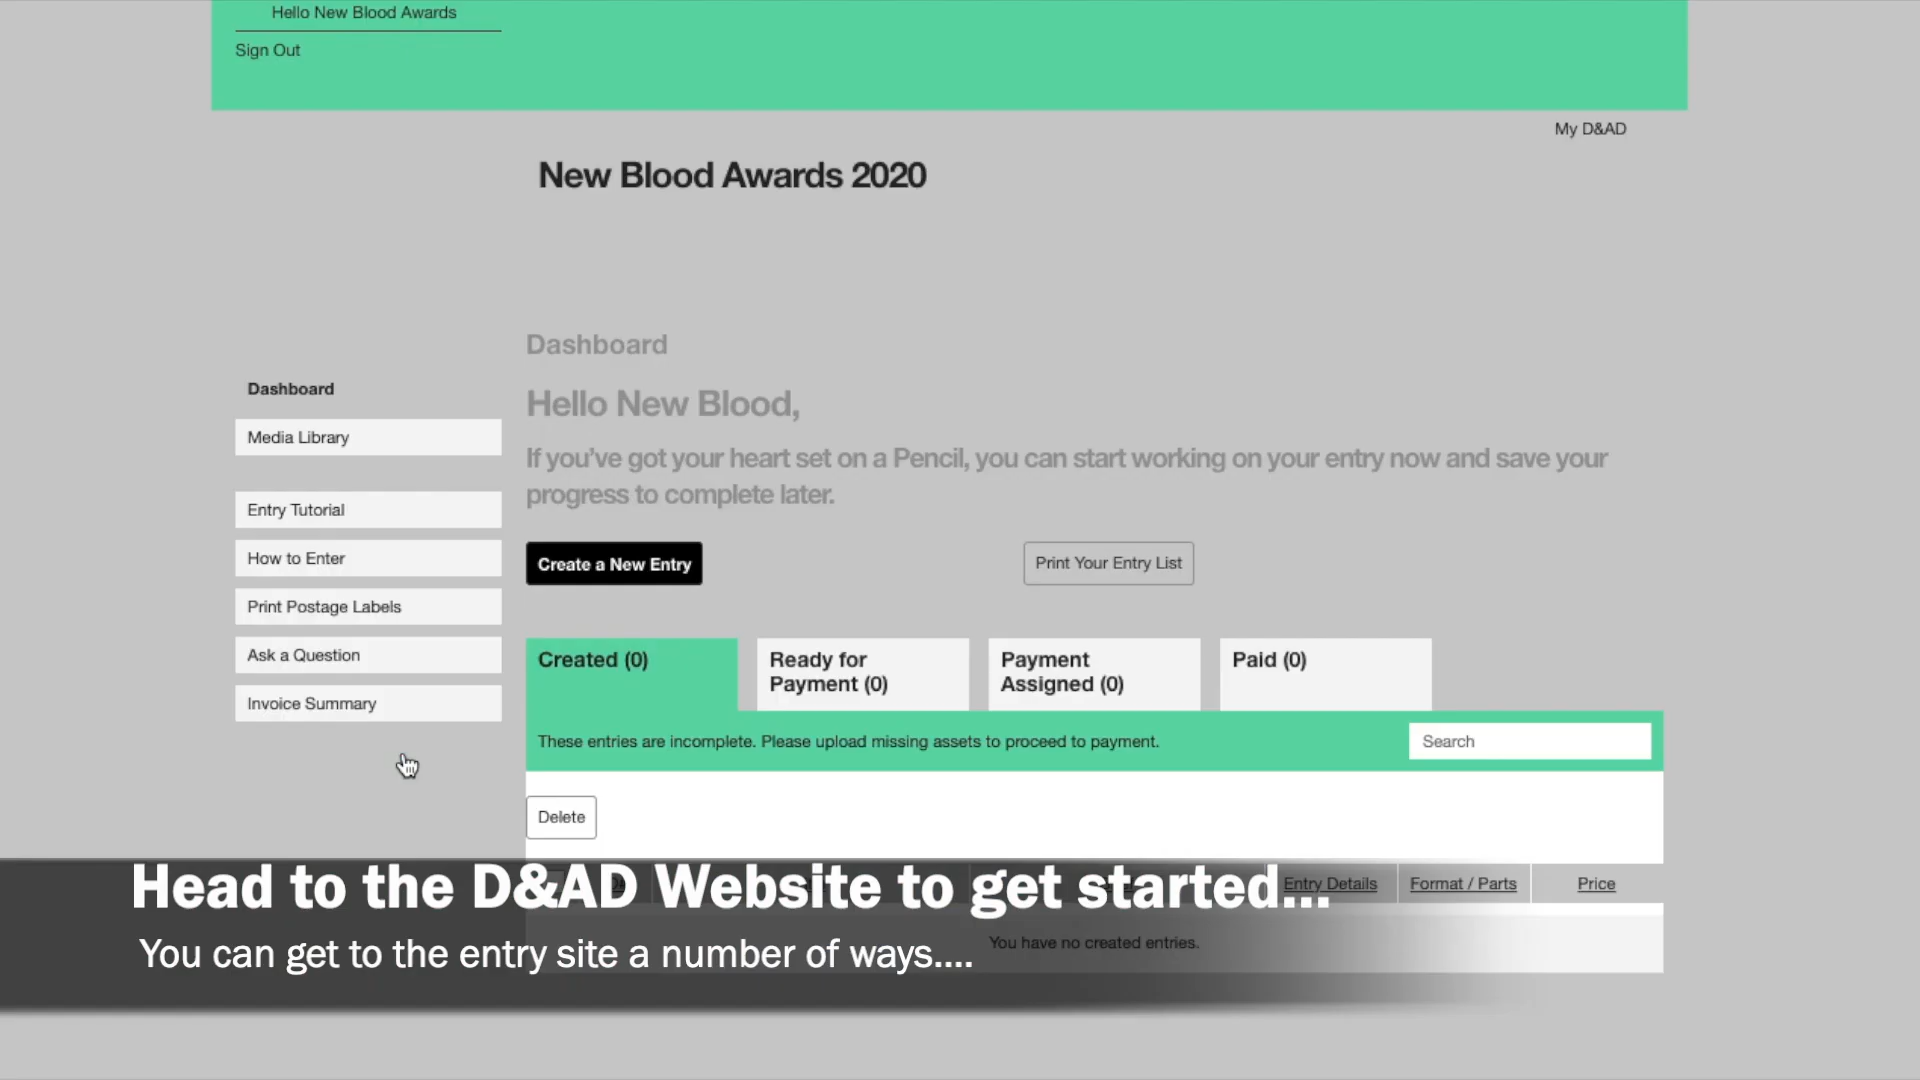 Hello New Blood Awards
Sign Out
My D&AD
New Blood Awards 2020
Dashboard
Hello New Blood,
If you've got your heart set on a Pencil, you can start working on your entry now and save your
progress to complete later.
Dashboard
Media Library
Entry Tutorial
How to Enter
Print Postage Labels
Ask a Question
Invoice Summary
Create a New Entry
Print Your Entry List
Created (0)
Ready for
Payment (0)
Payment
Assigned (0)
Paid (0)
These entries are incomplete. Please upload missing assets to proceed to payment.
Search
Delete
Entry Details
Format / Parts
Price
You have no created entries.
Head to the D&AD Website to get started...
You can get to the entry site a number of ways....